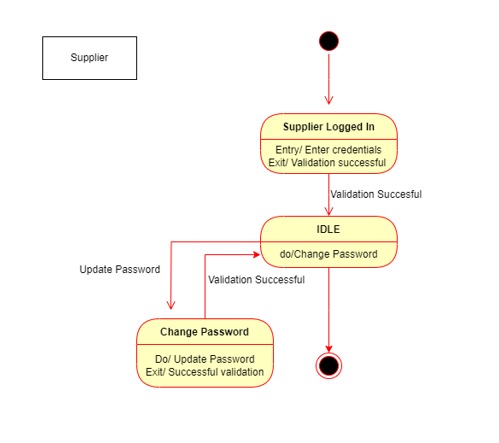 Supplier
Supplier Logged In
Entry/ Enter credentials
Exit/ Validation successful
Validation Succesful
IDLE
do/Change Password
Update Password
Validation Successful
Change Password
Do/ Update Password
Exit/ Successful validation